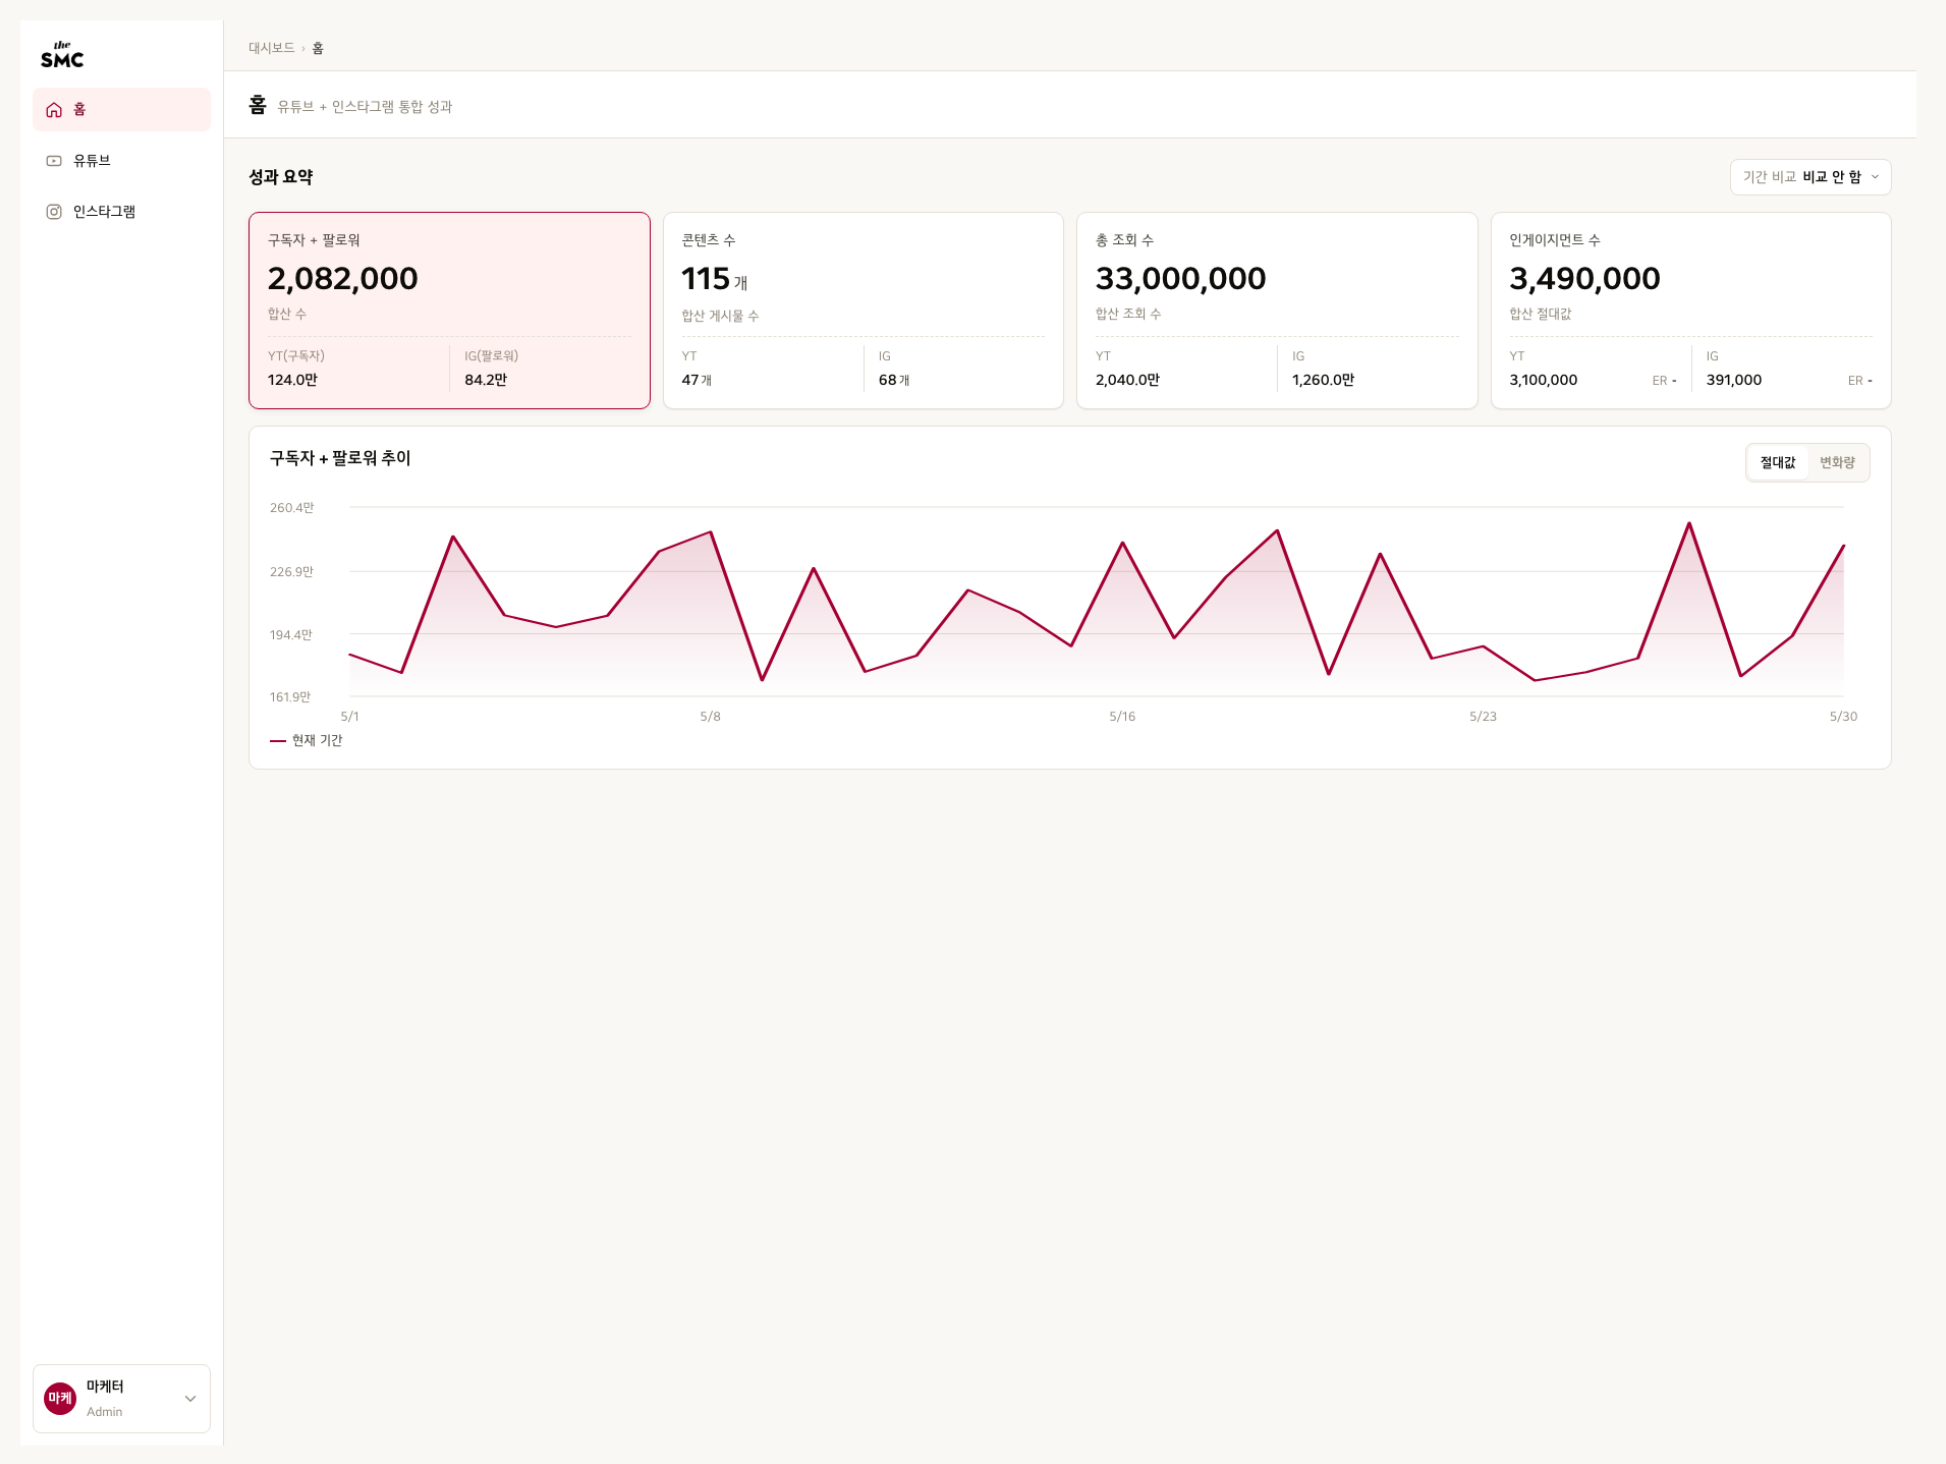 the
SMC
홈
유튜브
인스타그램
대시보드 › 홈
홈 유튜브 + 인스타그램 통합 성과
성과 요약
기간 비교 비교 안 함
구독자 + 팔로워
2,082,000
합산 수
YT(구독자)
124.0만
IG(팔로워)
84.2만
콘텐츠 수
115 개
합산 게시물 수
YT
47 개
IG
68 개
총 조회 수
33,000,000
합산 조회 수
YT
2,040.0만
IG
1,260.0만
인게이지먼트 수
3,490,000
합산 절대값
YT
3,100,000 ER -
IG
391,000 ER -
구독자 + 팔로워 추이
절대값 변화량
260.4만
226.9만
194.4만
161.9만
5/1 5/8 5/16 5/23 5/30
현재 기간
마케
마케터
Admin